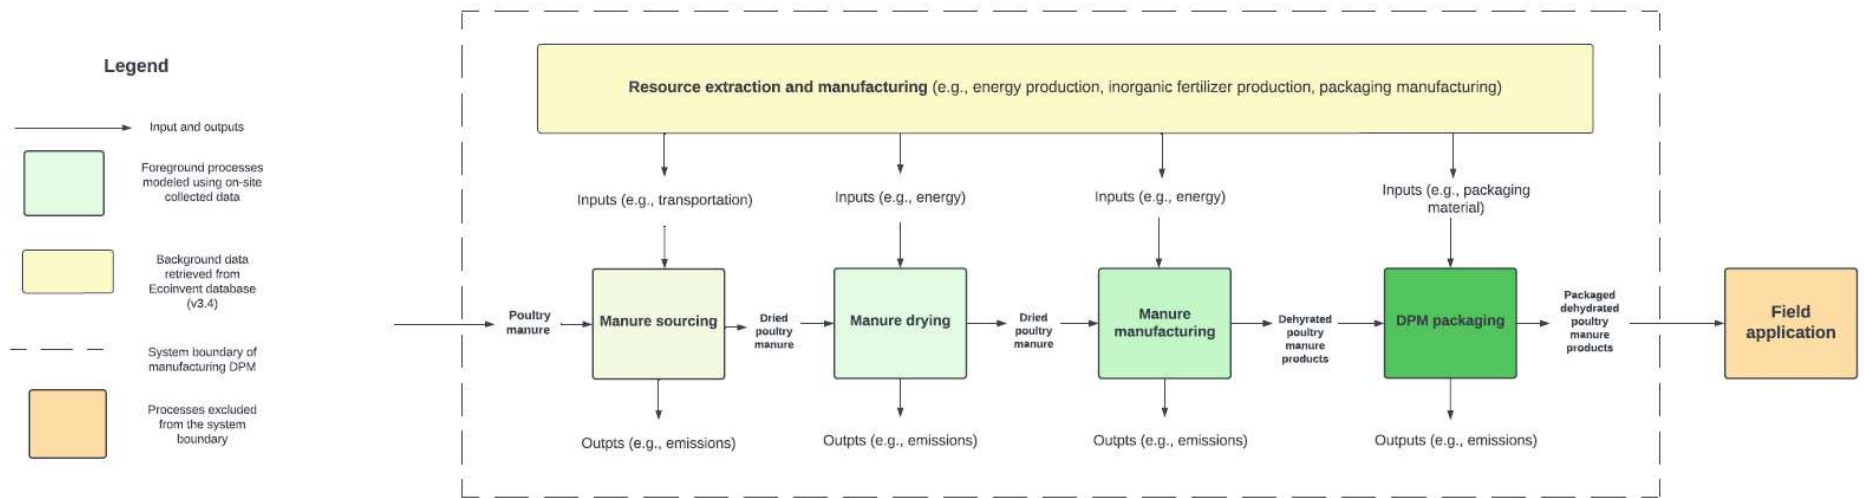 Legend
Input and outputs
Foreground processes
modeled using on-site
collected data
Background data
retrieved from
Ecoinvent database
(v3.4)
System boundary of
manufacturing DPM
Processes excluded
from the system
boundary
Resource extraction and manufacturing (e.g., energy production, inorganic fertilizer production, packaging manufacturing)
Inputs (e.g., transportation)
Inputs (e.g., energy)
Inputs (e.g., energy)
Inputs (e.g., packaging
material)
Poultry
manure
Manure sourcing
Dried
poultry
manure
Manure drying
Dried
poultry
manure
Manure
manufacturing
Dehyrated
poultry
manure
products
DPM packaging
Packaged
dehydrated
poultry
manure
products
Field
application
Outpts (e.g., emissions)
Outpts (e.g., emissions)
Outpts (e.g., emissions)
Outputs (e.g., emissions)